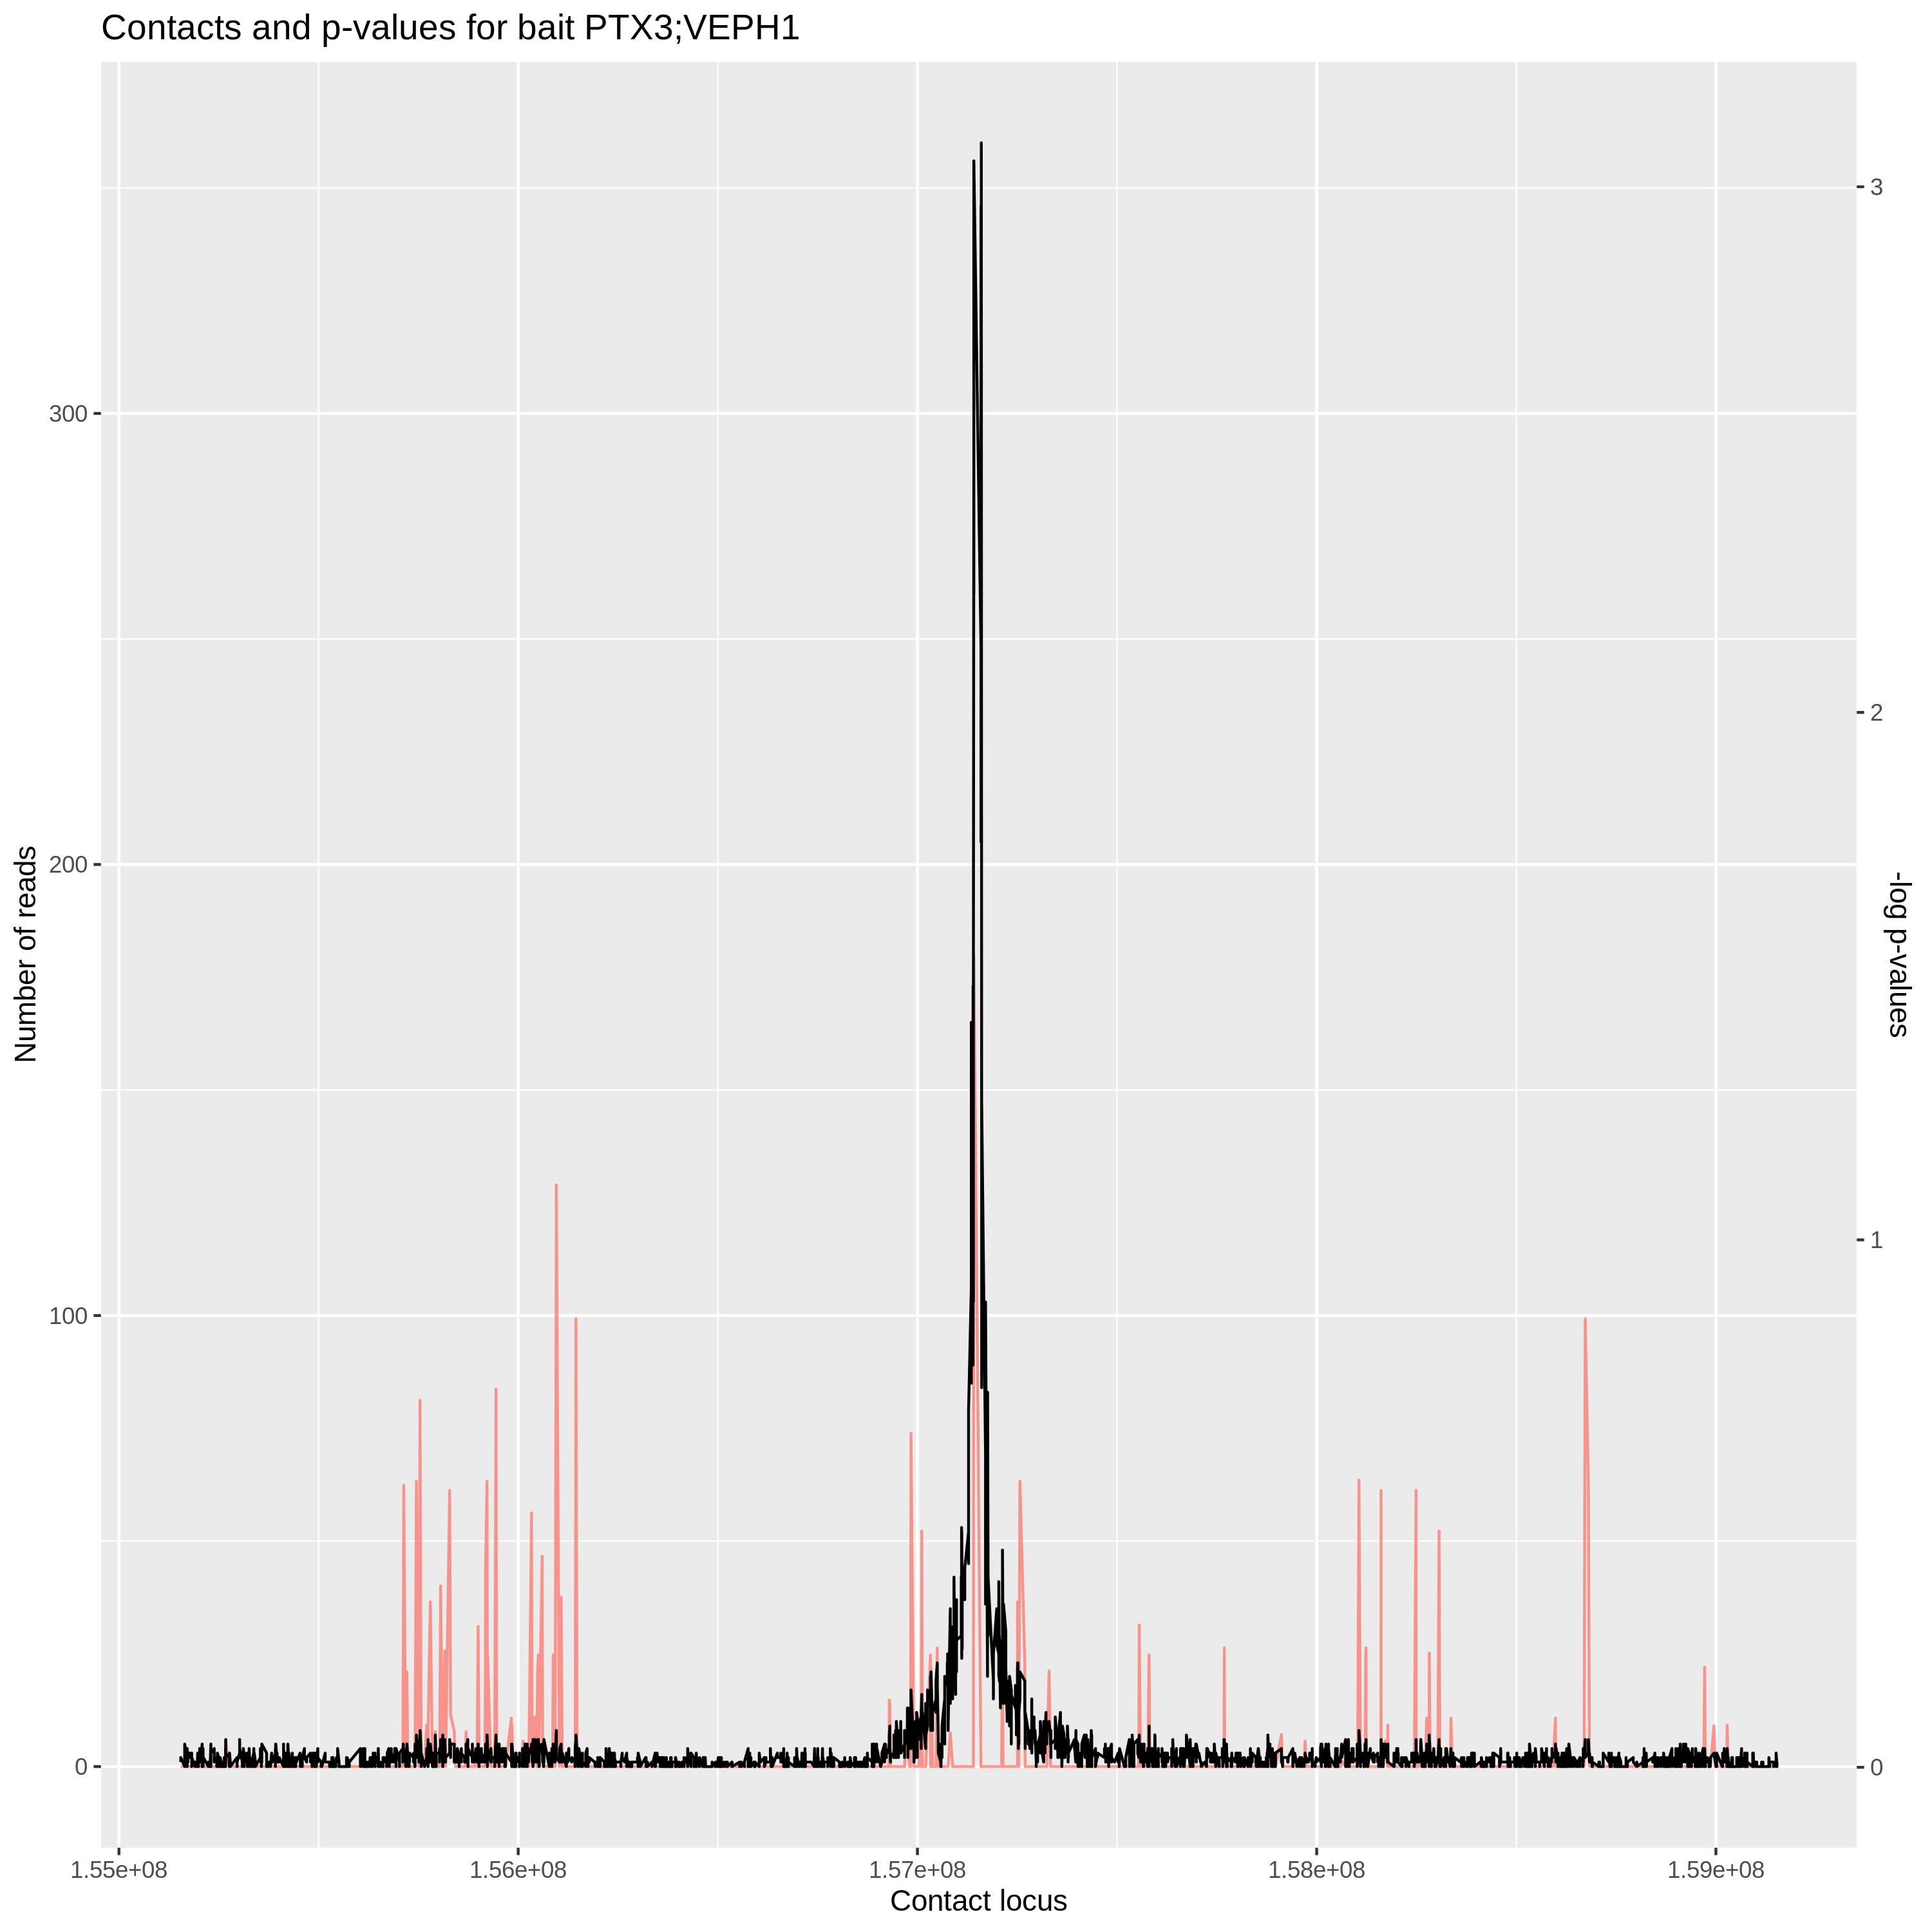 Contacts and p-values for bait PTX3;VEPH1
300
200
100
0
Number of reads
3
2
1
0
-log p-values
1.55e+08 1.56e+08 1.57e+08 1.58e+08 1.59e+08
Contact locus